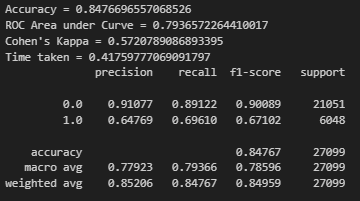 Accuracy = 0.8476696557068526
ROC Area under Curve = 0.7936572264410017
Cohen's Kappa = 0.5720789086893395
Time taken = 0.41759777069091797
precision recall f1-score support
0.0 0.91077 0.89122 0.90089 21051
1.0 0.64769 0.69610 0.67102 6048
accuracy 0.84767 27099
macro avg 0.77923 0.79366 0.78596 27099
weighted avg 0.85206 0.84767 0.84959 27099